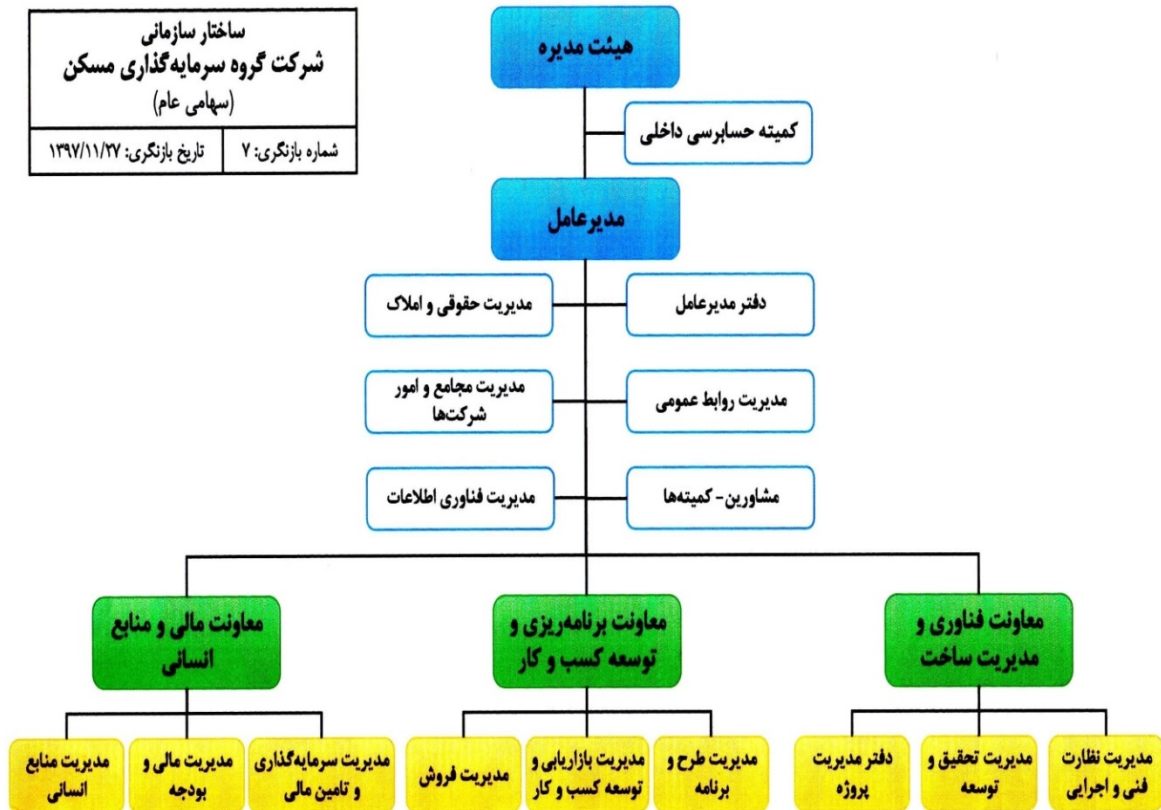 ساختار سازمانی
شرکت گروه سرمایه‌گذاری مسکن
(سهامی عام)
شماره بازنگری: ۷
تاریخ بازنگری: ۱۳۹۷/۱۱/۲۷
هیئت مدیره
کمیته حسابرسی داخلی
مدیرعامل
دفتر مدیرعامل
مدیریت حقوقی و املاک
مدیریت روابط عمومی
مدیریت مجامع و امور
شرکت‌ها
مشاورین- کمیته‌ها
مدیریت فناوری اطلاعات
معاونت فناوری و
مدیریت ساخت
معاونت برنامه‌ریزی و
توسعه کسب و کار
معاونت مالی و منابع
انسانی
مدیریت نظارت
فنی و اجرایی
مدیریت تحقیق و
توسعه
دفتر مدیریت
پروژه
مدیریت طرح و
برنامه
مدیریت بازاریابی و
توسعه کسب و کار
مدیریت فروش
مدیریت سرمایه‌گذاری
و تامین مالی
مدیریت مالی و
بودجه
مدیریت منابع
انسانی